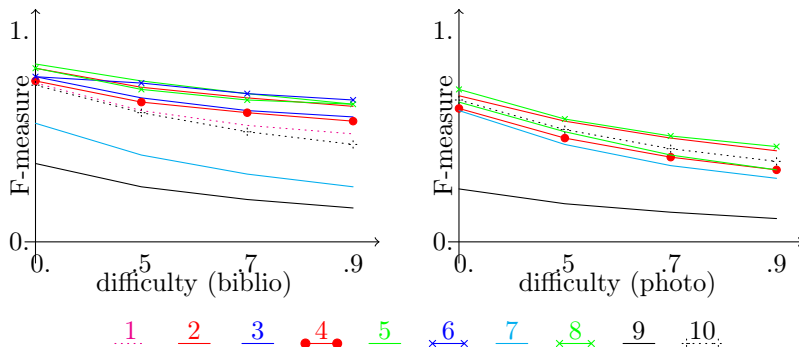 1.
F-measure
0.
0. .5 .7 .9
difficulty (biblio)
1.
F-measure
0.
0. .5 .7 .9
difficulty (photo)
1 2 3 4 5 6 7 8 9 10